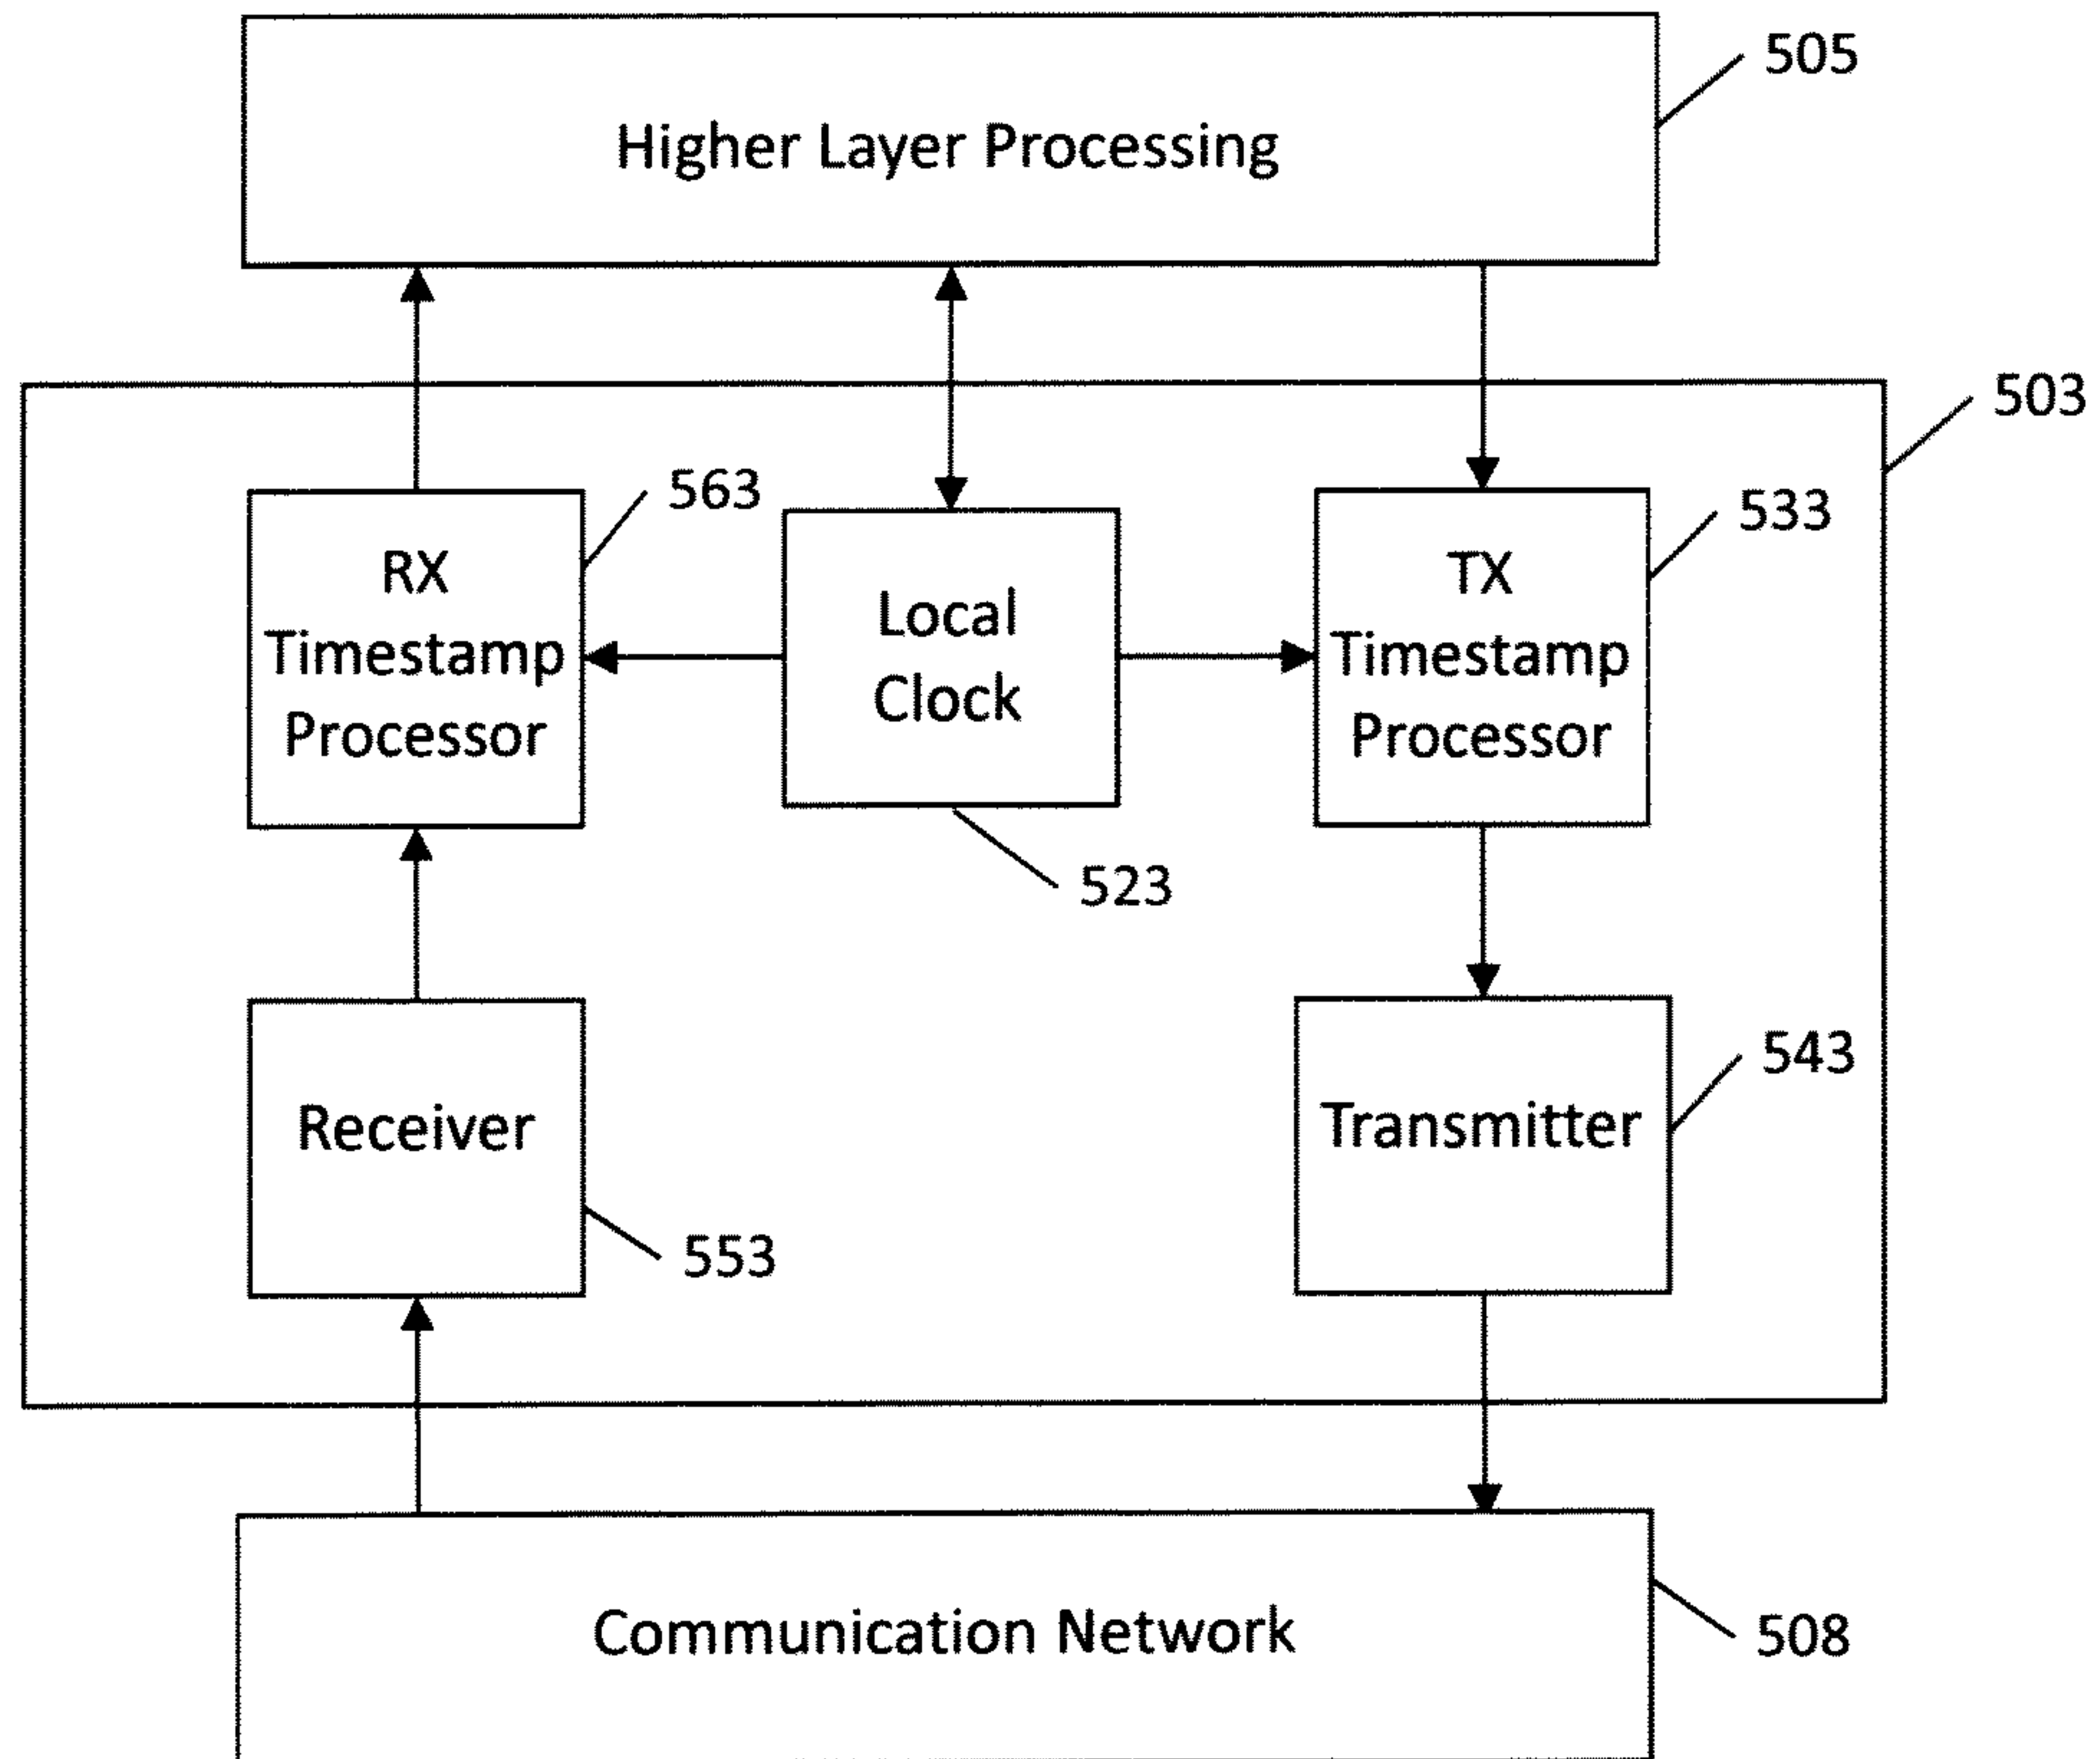 505
Higher Layer Processing
503
563
533
RX
Timestamp
Processor
Local
Clock
TX
Timestamp
Processor
523
543
Receiver
Transmitter
553
Communication Network
508